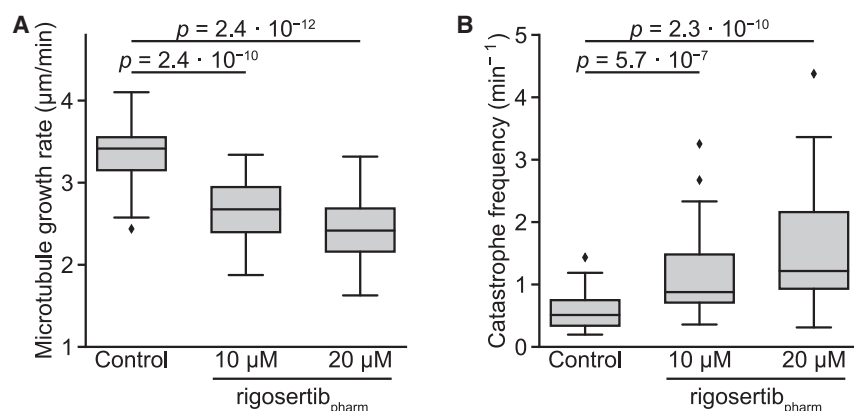 A
p = 2.4 · 10⁻¹²
p = 2.4 · 10⁻¹⁰
Microtubule growth rate (μm/min)
4
3
2
1
Control
10 μM
20 μM
rigosertib_pharm
B
p = 2.3 · 10⁻¹⁰
p = 5.7 · 10⁻⁷
Catastrophe frequency (min⁻¹)
5
4
3
2
1
0
Control
10 μM
20 μM
rigosertib_pharm